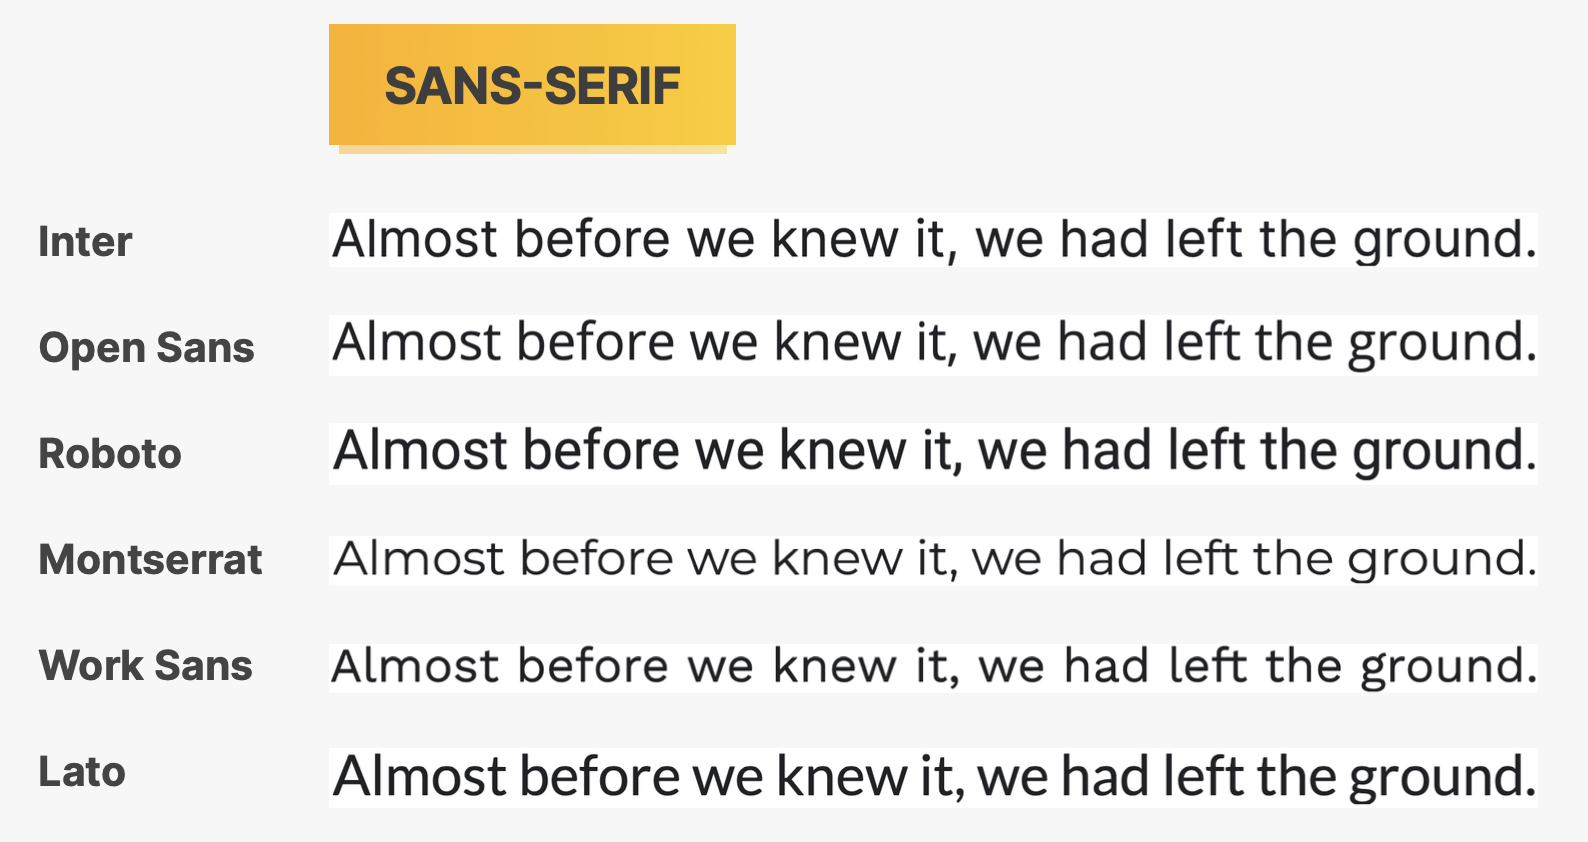 SANS-SERIF
Inter Almost before we knew it, we had left the ground.
Open Sans Almost before we knew it, we had left the ground.
Roboto Almost before we knew it, we had left the ground.
Montserrat Almost before we knew it, we had left the ground.
Work Sans Almost before we knew it, we had left the ground.
Lato Almost before we knew it, we had left the ground.